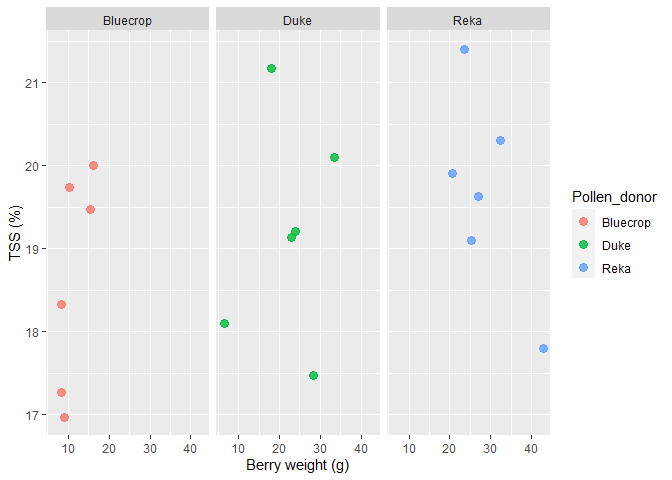 Bluecrop Duke Reka
21
20
19
18
17
TSS (%)
10 20 30 40 10 20 30 40 10 20 30 40
Berry weight (g)
Pollen_donor
Bluecrop
Duke
Reka